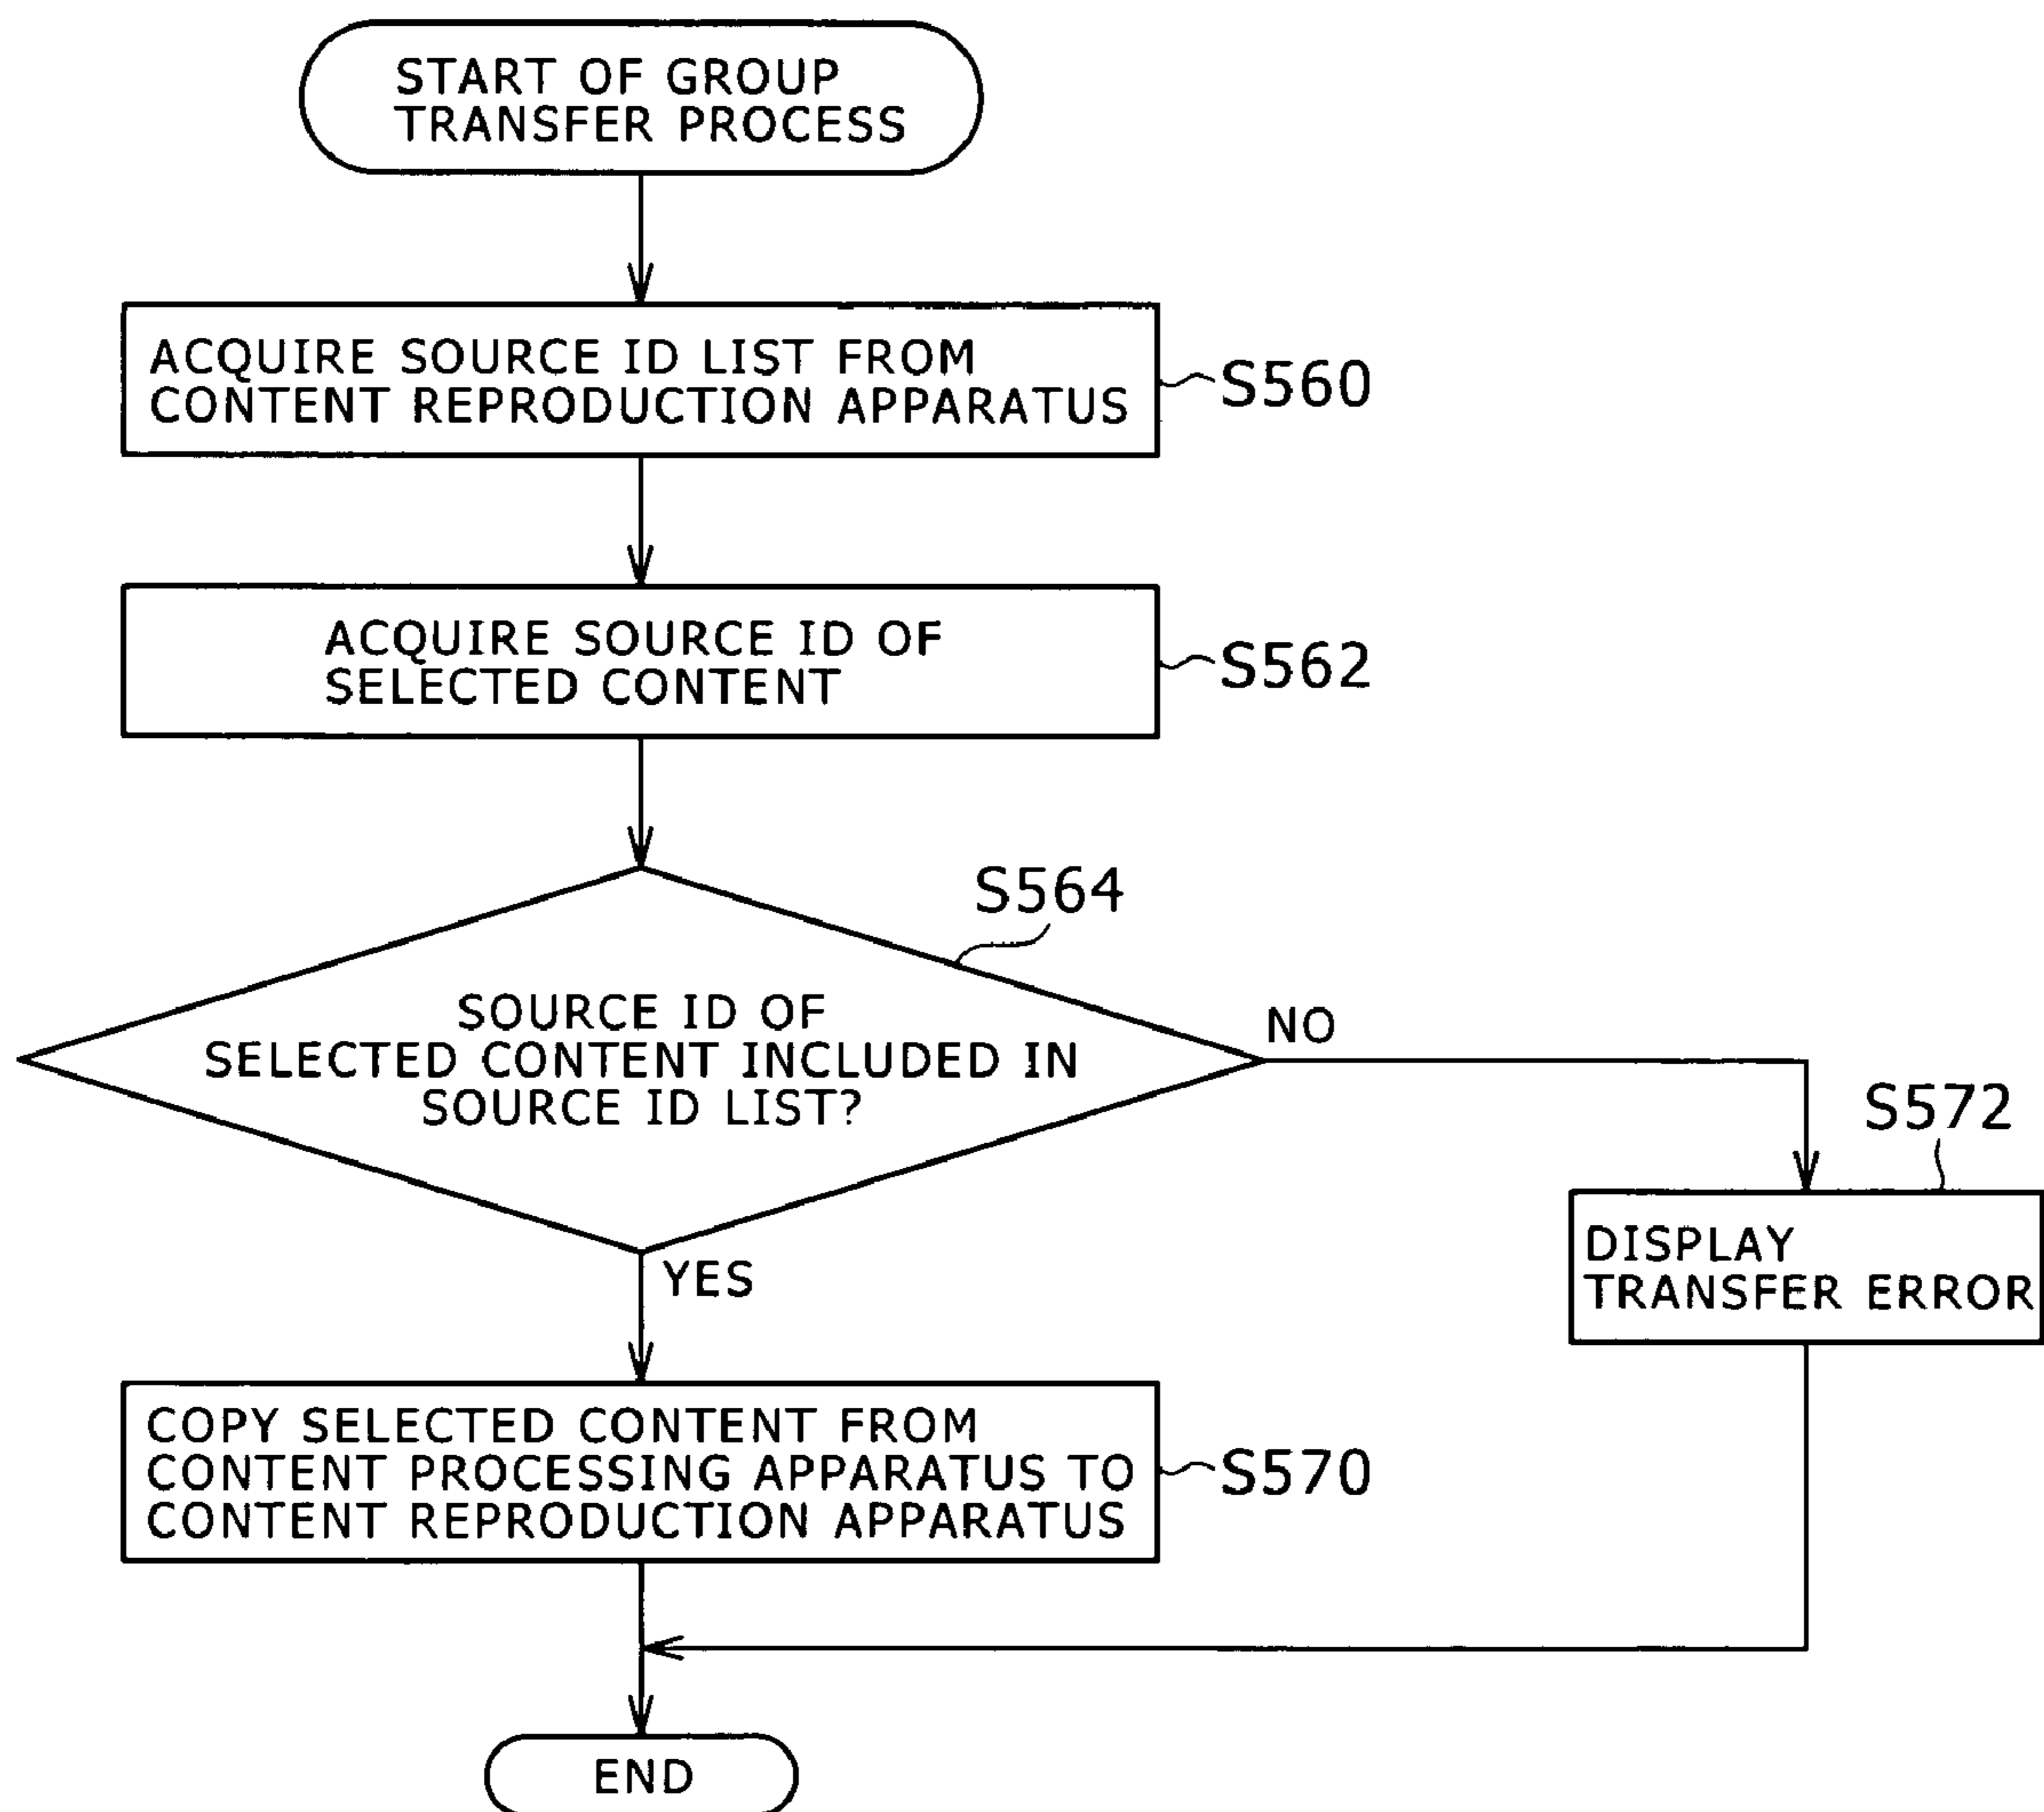 START OF GROUP
TRANSFER PROCESS
ACQUIRE SOURCE ID LIST FROM
CONTENT REPRODUCTION APPARATUS
S560
ACQUIRE SOURCE ID OF
SELECTED CONTENT
S562
S564
SOURCE ID OF
SELECTED CONTENT INCLUDED IN
SOURCE ID LIST?
NO
S572
DISPLAY
TRANSFER ERROR
YES
COPY SELECTED CONTENT FROM
CONTENT PROCESSING APPARATUS TO
CONTENT REPRODUCTION APPARATUS
S570
END